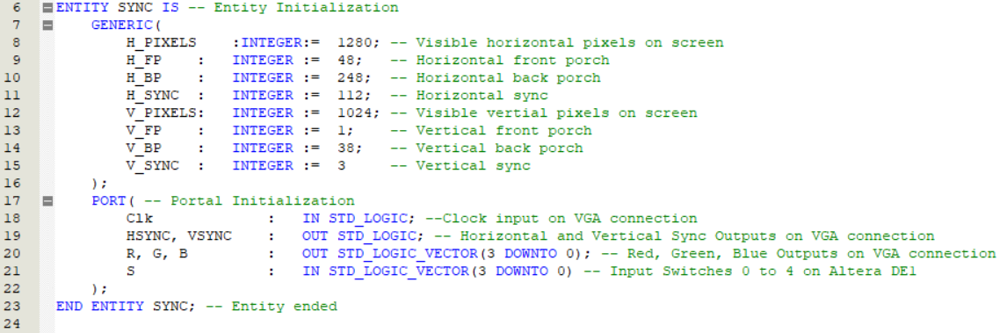 6 ENTITY SYNC IS -- Entity Initialization
7 GENERIC(
8 H_PIXELS :INTEGER:= 1280; -- Visible horizontal pixels on screen
9 H_FP : INTEGER := 48; -- Horizontal front porch
10 H_BP : INTEGER := 248; -- Horizontal back porch
11 H_SYNC : INTEGER := 112; -- Horizontal sync
12 V_PIXELS: INTEGER := 1024; -- Visible vertial pixels on screen
13 V_FP : INTEGER := 1; -- Vertical front porch
14 V_BP : INTEGER := 38; -- Vertical back porch
15 V_SYNC : INTEGER := 3 -- Vertical sync
16 );
17 PORT( -- Portal Initialization
18 Clk : IN STD_LOGIC; --Clock input on VGA connection
19 HSYNC, VSYNC : OUT STD_LOGIC; -- Horizontal and Vertical Sync Outputs on VGA connection
20 R, G, B : OUT STD_LOGIC_VECTOR(3 DOWNTO 0); -- Red, Green, Blue Outputs on VGA connection
21 S : IN STD_LOGIC_VECTOR(3 DOWNTO 0) -- Input Switches 0 to 4 on Altera DE1
22 );
23 END ENTITY SYNC; -- Entity ended
24